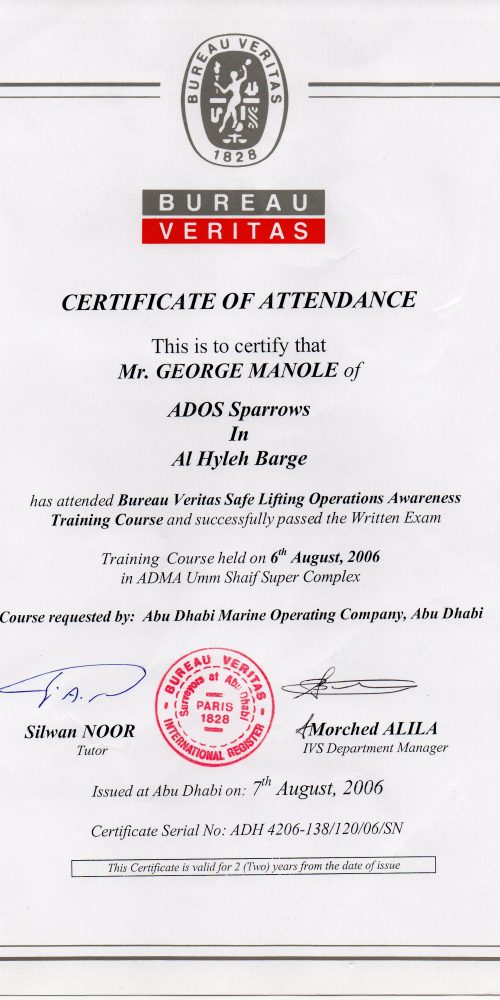 BUREAU VERITAS
1828
BUREAU
VERITAS
CERTIFICATE OF ATTENDANCE
This is to certify that
Mr. GEORGE MANOLE of
ADOS Sparrows
In
Al Hyleh Barge
has attended Bureau Veritas Safe Lifting Operations Awareness
Training Course and successfully passed the Written Exam
Training Course held on 6th August, 2006
in ADMA Umm Shaif Super Complex
Course requested by: Abu Dhabi Marine Operating Company, Abu Dhabi
BUREAU VERITAS
Surveyors at Abu Dhabi
PARIS
1828
INTERNATIONAL REGISTER
Silwan NOOR
Tutor
Morched ALILA
IVS Department Manager
Issued at Abu Dhabi on: 7th August, 2006
Certificate Serial No: ADH 4206-138/120/06/SN
This Certificate is valid for 2 (Two) years from the date of issue